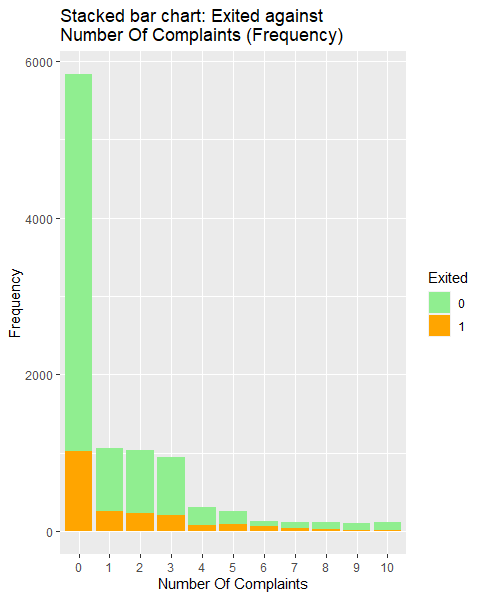 Stacked bar chart: Exited against
Number Of Complaints (Frequency)
6000
4000
2000
0
Frequency
0 1 2 3 4 5 6 7 8 9 10
Number Of Complaints
Exited
0
1